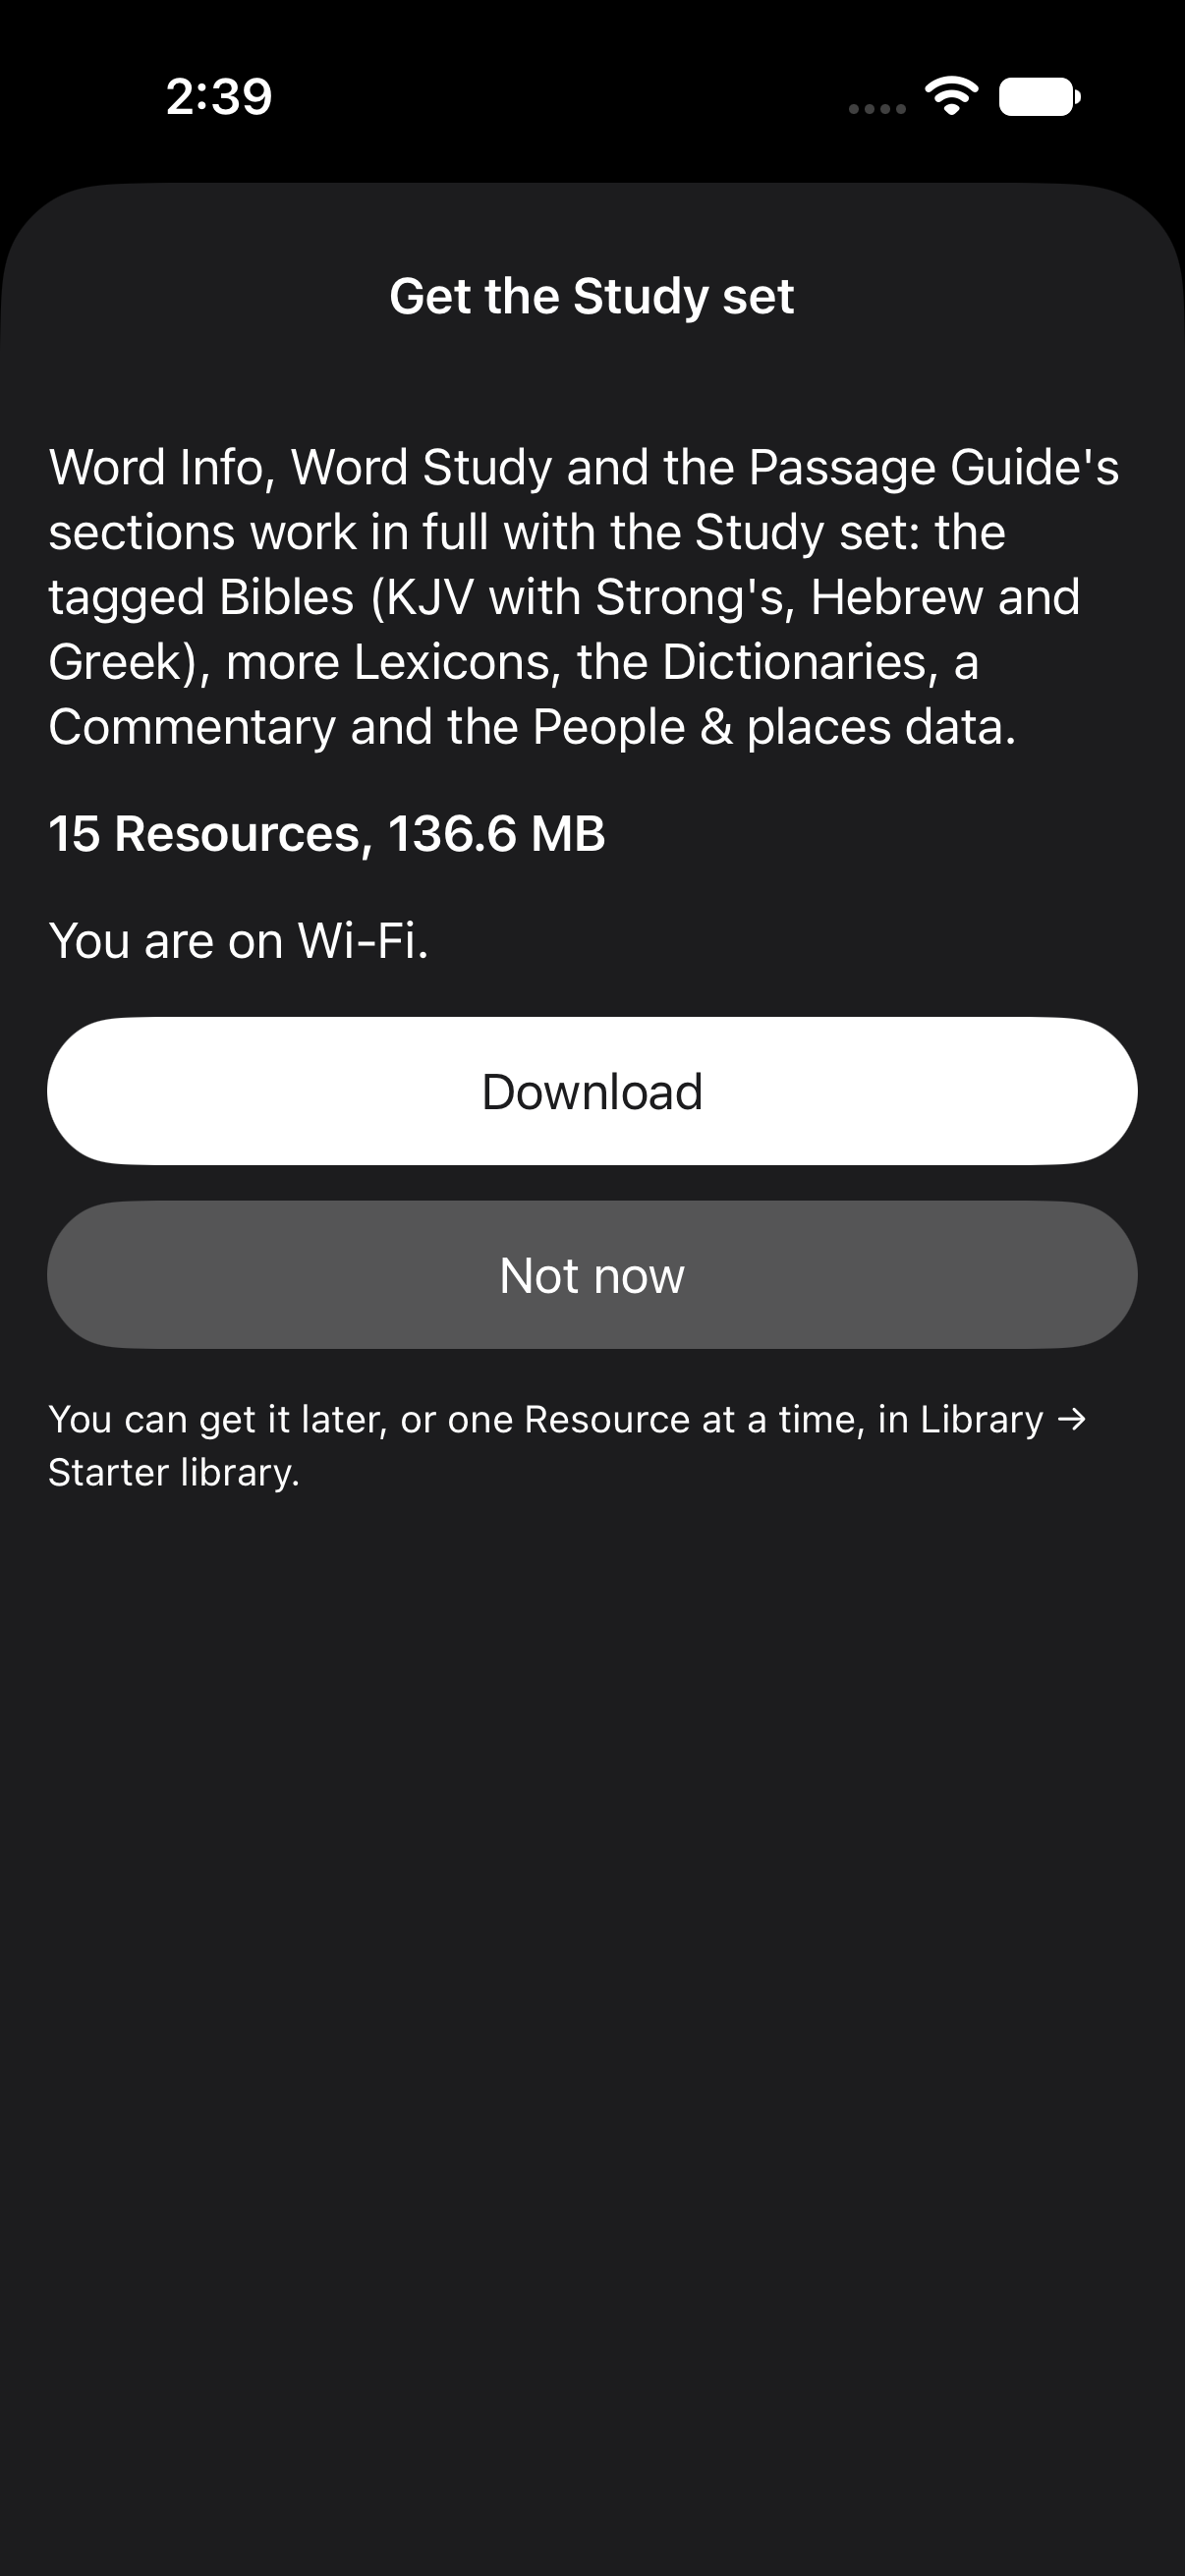 2:39
Get the Study set
Word Info, Word Study and the Passage Guide's
sections work in full with the Study set: the
tagged Bibles (KJV with Strong's, Hebrew and
Greek), more Lexicons, the Dictionaries, a
Commentary and the People & places data.
15 Resources, 136.6 MB
You are on Wi-Fi.
Download
Not now
You can get it later, or one Resource at a time, in Library →
Starter library.